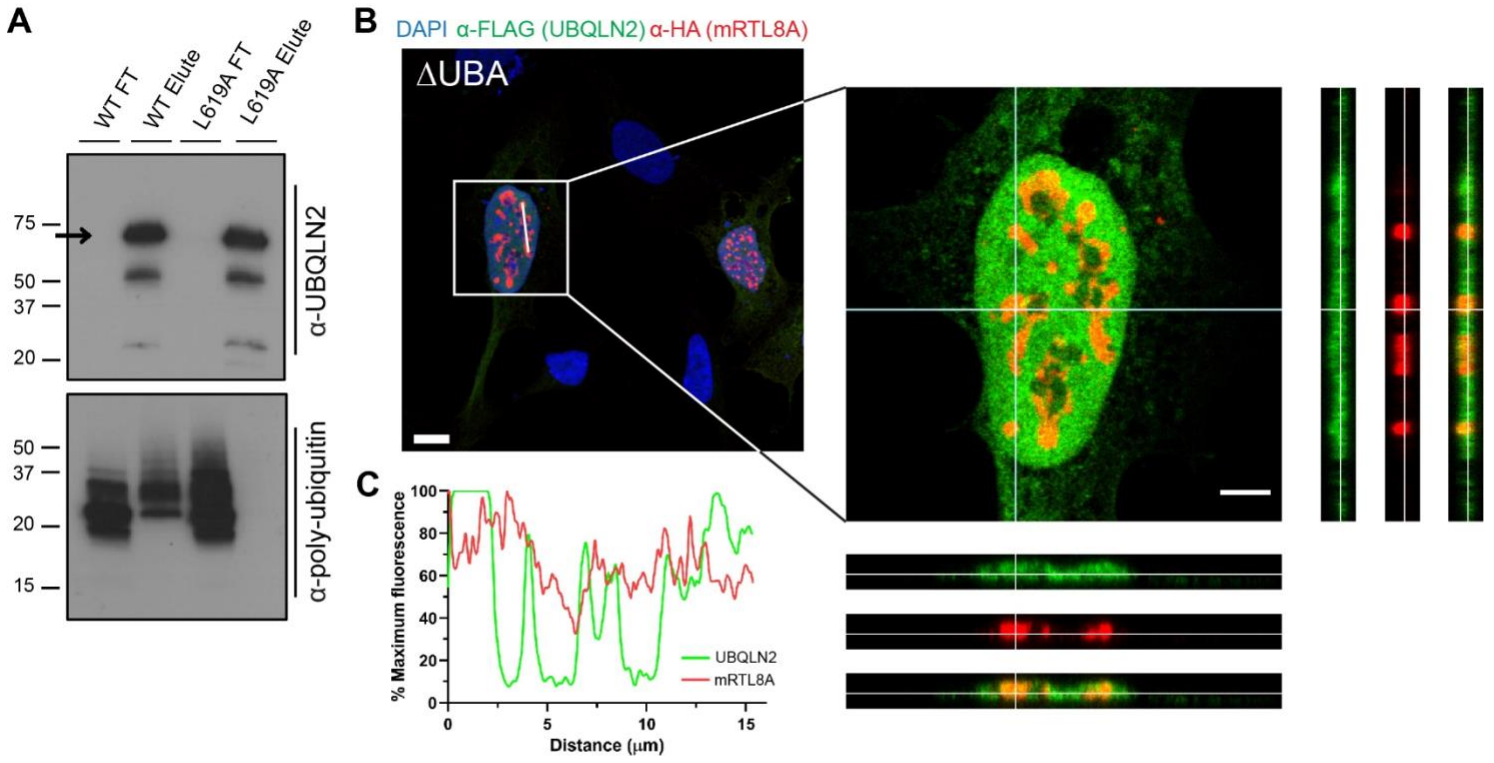 A
WT FT
WT Elute
L619A FT
L619A Elute
75
50
37
20
α-UBQLN2
50
37
20
15
α-poly-ubiquitin
B
DAPI α-FLAG (UBQLN2) α-HA (mRTL8A)
ΔUBA
C
% Maximum fluorescence
100
80
60
40
20
0
0 5 10 15
Distance (μm)
UBQLN2
mRTL8A